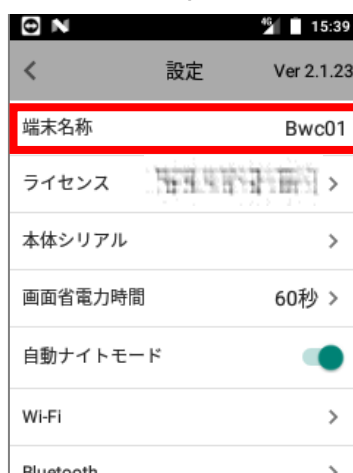 4G 15:39
設定 Ver 2.1.23
端末名称 Bwc01
ライセンス
本体シリアル
画面省電力時間 60秒
自動ナイトモード
Wi-Fi
Bluetooth